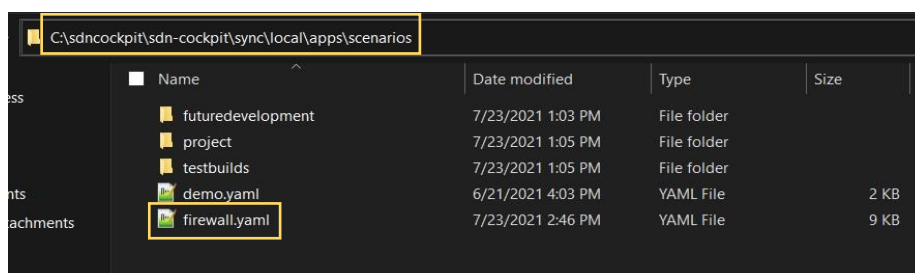 C:\sdncockpit\sdn-cockpit\sync\local\apps\scenarios
Name Date modified Type Size
ess
futuredevelopment 7/23/2021 1:03 PM File folder
project 7/23/2021 1:05 PM File folder
testbuilds 7/23/2021 1:05 PM File folder
nts demo.yaml 6/21/2021 4:03 PM YAML File 2 KB
tachments firewall.yaml 7/23/2021 2:46 PM YAML File 9 KB